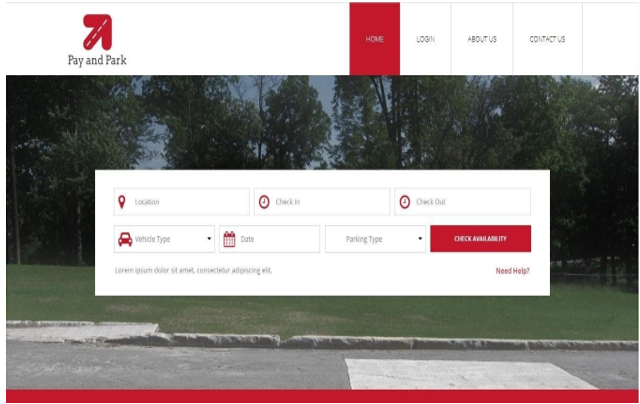 Pay and Park
HOME LOGIN ABOUT US CONTACT US
Location Check In Check Out
Vehicle Type Date Parking Type CHECK AVAILABILITY
Lorem ipsum dolor sit amet, consectetur adipiscing elit. Need Help?